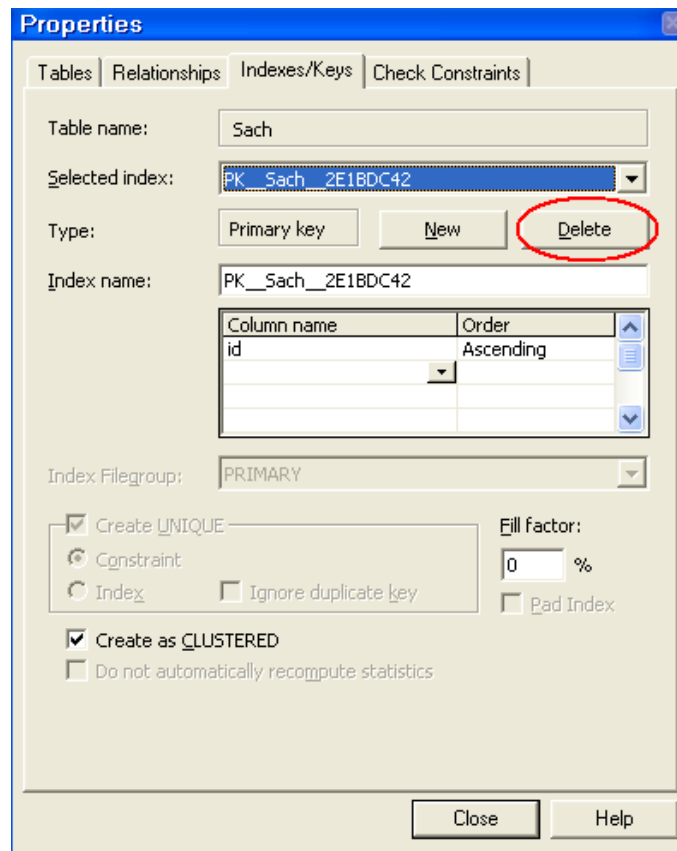 Properties
Tables Relationships Indexes/Keys Check Constraints
Table name: Sach
Selected index: PK__Sach__2E1BDC42
Type: Primary key New Delete
Index name: PK__Sach__2E1BDC42
Column name Order
id Ascending
Index Filegroup: PRIMARY
Create UNIQUE Fill factor:
Constraint 0 %
Index Ignore duplicate key Pad Index
Create as CLUSTERED
Do not automatically recompute statistics
Close Help